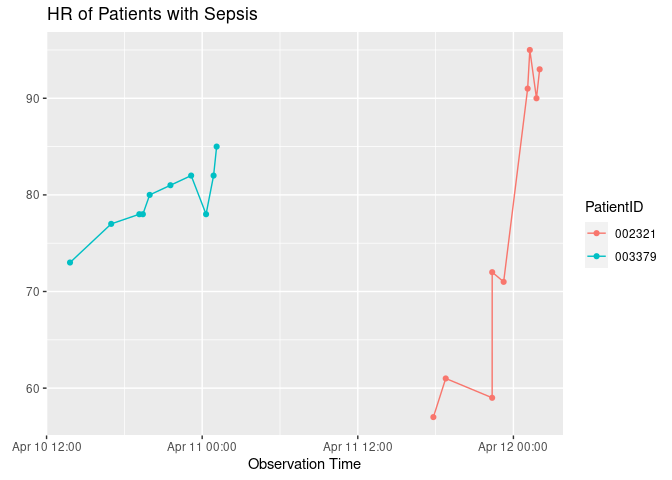 HR of Patients with Sepsis
90
80
70
60
Apr 10 12:00 Apr 11 00:00 Apr 11 12:00 Apr 12 00:00
Observation Time
PatientID
002321
003379